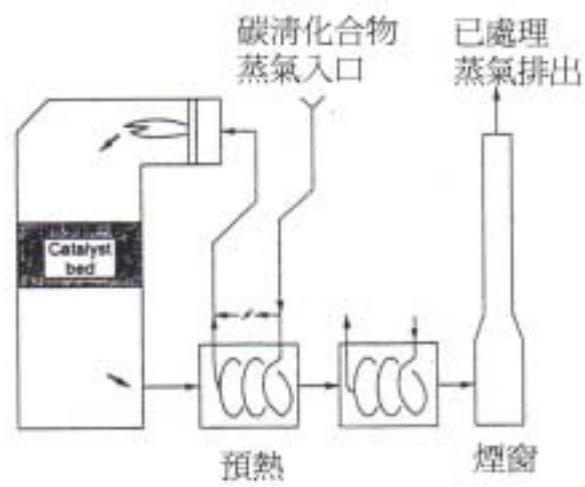 碳清化合物
蒸氣入口
已處理
蒸氣排出
Catalyst
bed
預熱
煙窗